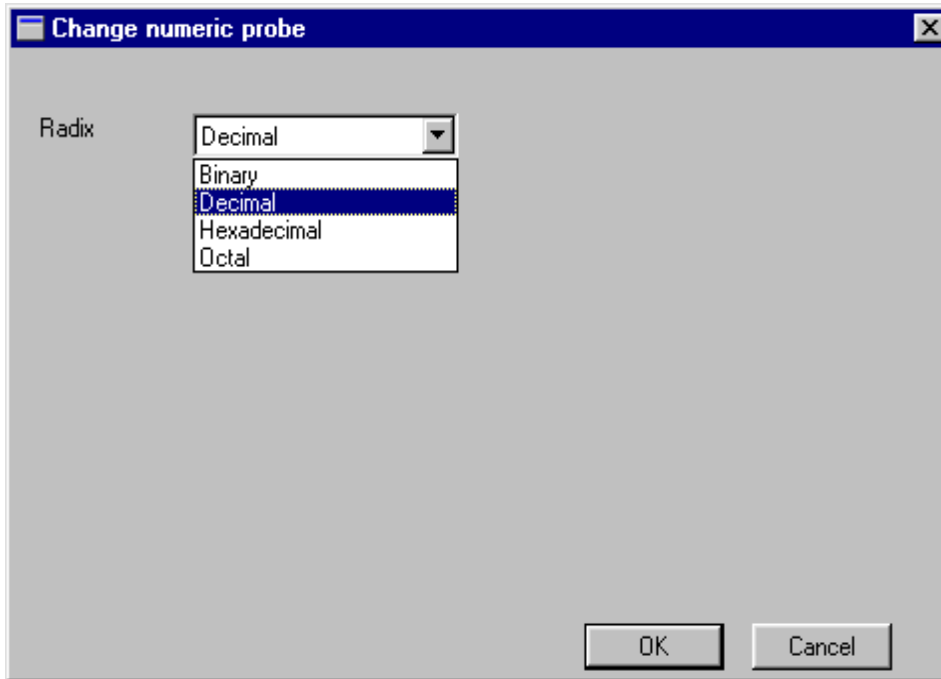 Change numeric probe
Radix
Decimal
Binary
Decimal
Hexadecimal
Octal
OK
Cancel